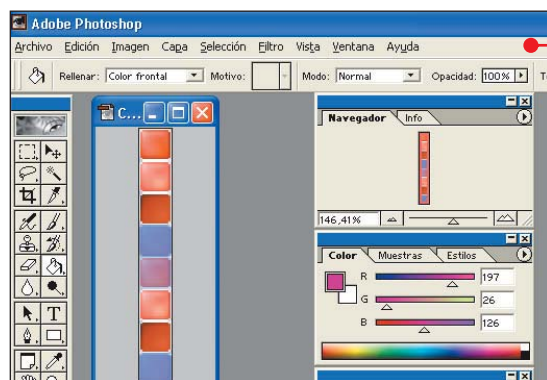 Adobe Photoshop
Archivo Edición Imagen Capa Selección Filtro Vista Ventana Ayuda
Rellenar: Color frontal Motivo: Modo: Normal Opacidad: 100%
C...
Navegador Info
146,41%
Color Muestras Estilos
R 197
G 26
B 126
T